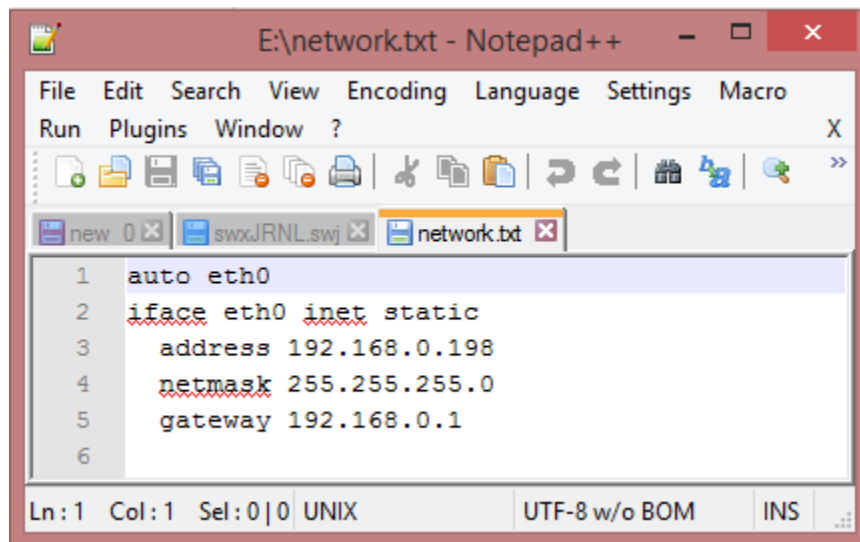 E:\network.txt - Notepad++
File Edit Search View Encoding Language Settings Macro
Run Plugins Window ? X
new 0 swxJRNL.swj network.txt
1 auto eth0
2 iface eth0 inet static
3 address 192.168.0.198
4 netmask 255.255.255.0
5 gateway 192.168.0.1
6
Ln : 1 Col : 1 Sel : 0 | 0 UNIX UTF-8 w/o BOM INS